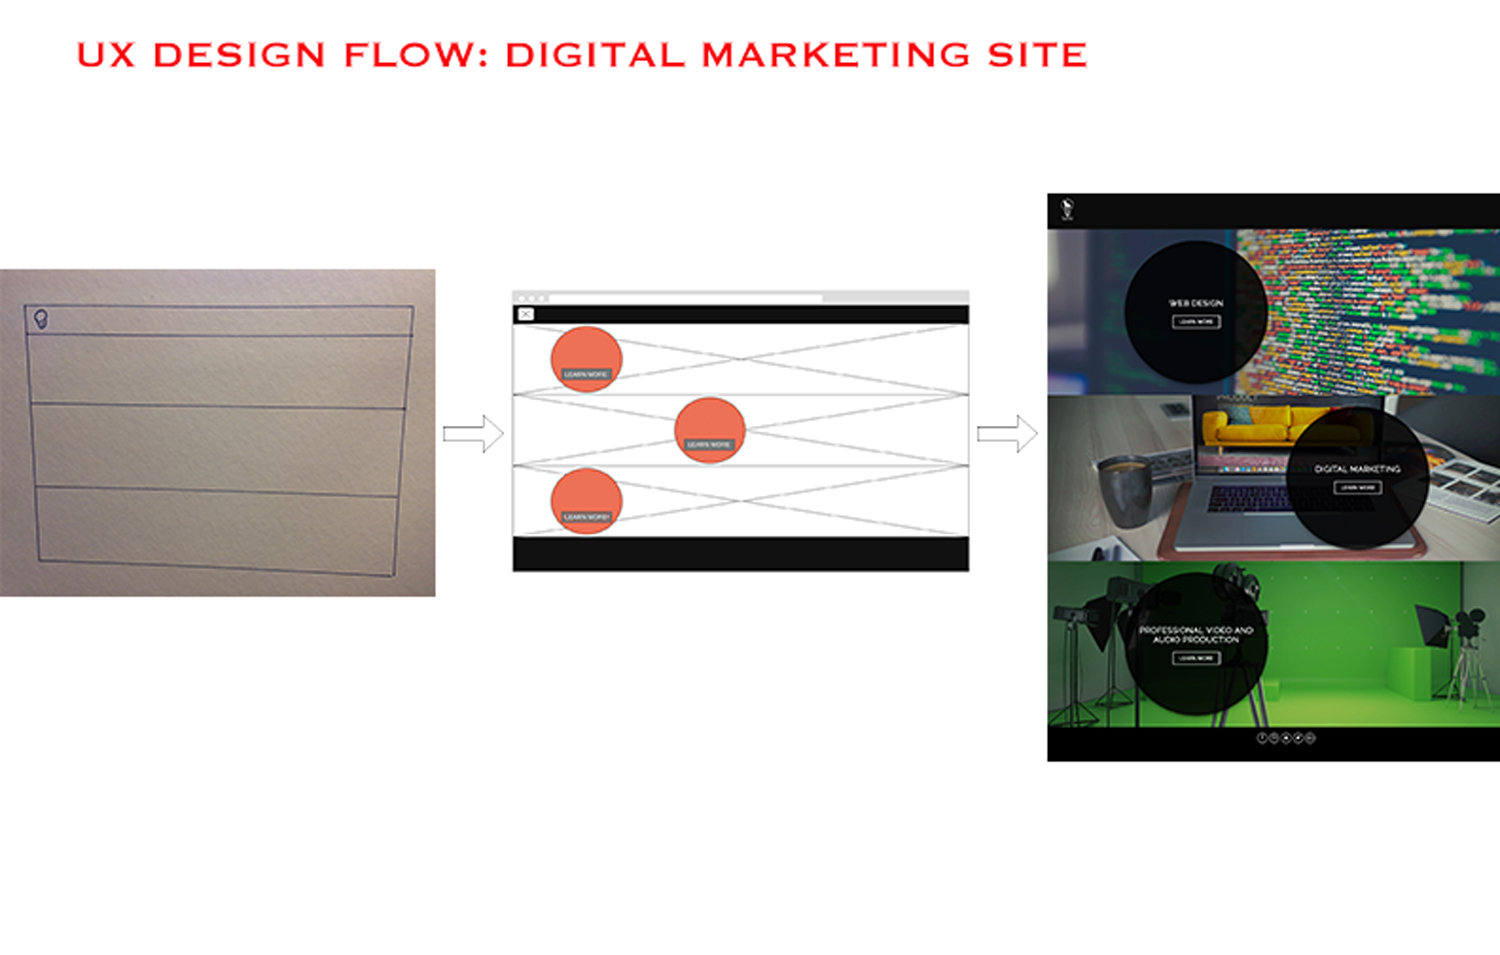 UX DESIGN FLOW: DIGITAL MARKETING SITE
LEARN MORE
LEARN MORE
LEARN MORE
WEB DESIGN
LEARN MORE
PRODUCT
DIGITAL MARKETING
LEARN MORE
PROFESSIONAL VIDEO AND
AUDIO PRODUCTION
LEARN MORE